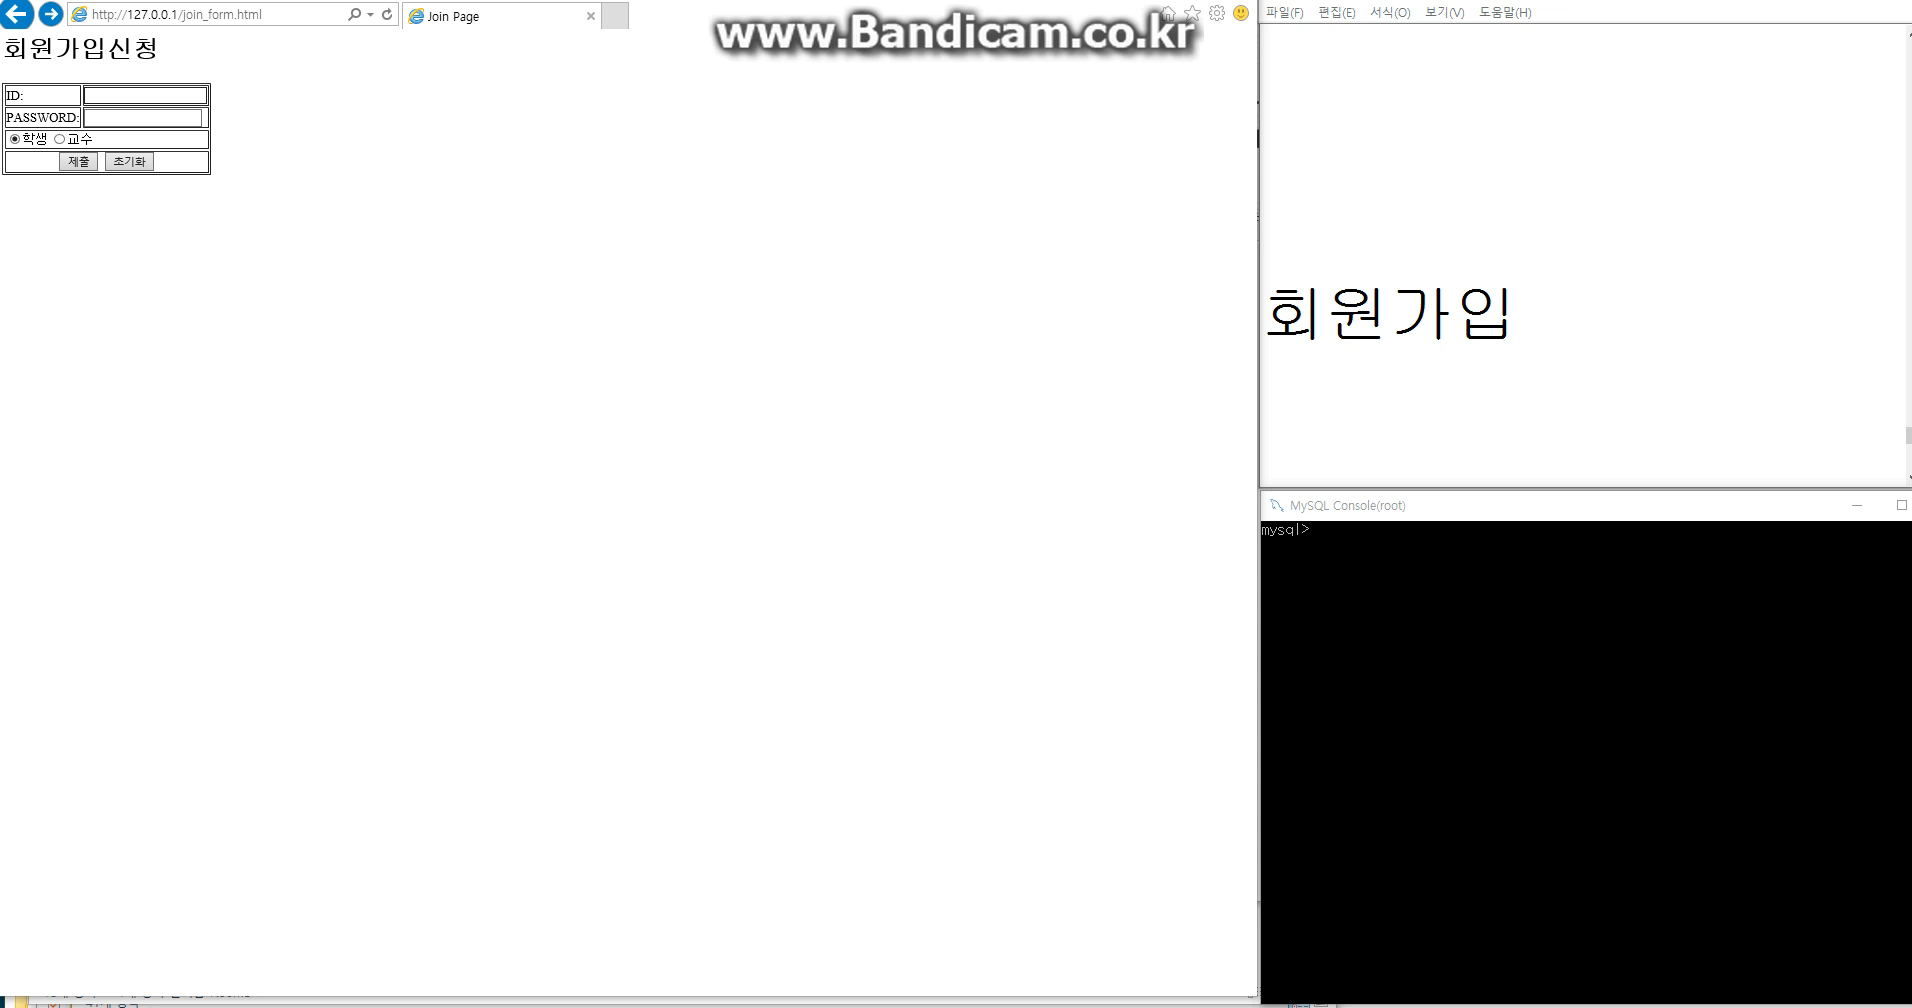 http://127.0.0.1/join_form.html
Join Page
www.Bandicam.co.kr
회원가입신청
ID:
PASSWORD:
학생 교수
제출 초기화
파일(F) 편집(E) 서식(O) 보기(V) 도움말(H)
회원가입
MySQL Console(root)
mysql>